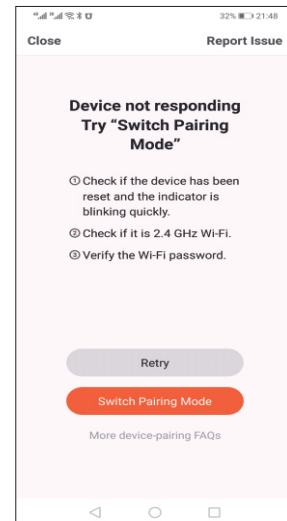 32% 21:48
Close Report Issue
Device not responding
Try “Switch Pairing
Mode”
① Check if the device has been
reset and the indicator is
blinking quickly.
② Check if it is 2.4 GHz Wi-Fi.
③ Verify the Wi-Fi password.
Retry
Switch Pairing Mode
More device-pairing FAQs